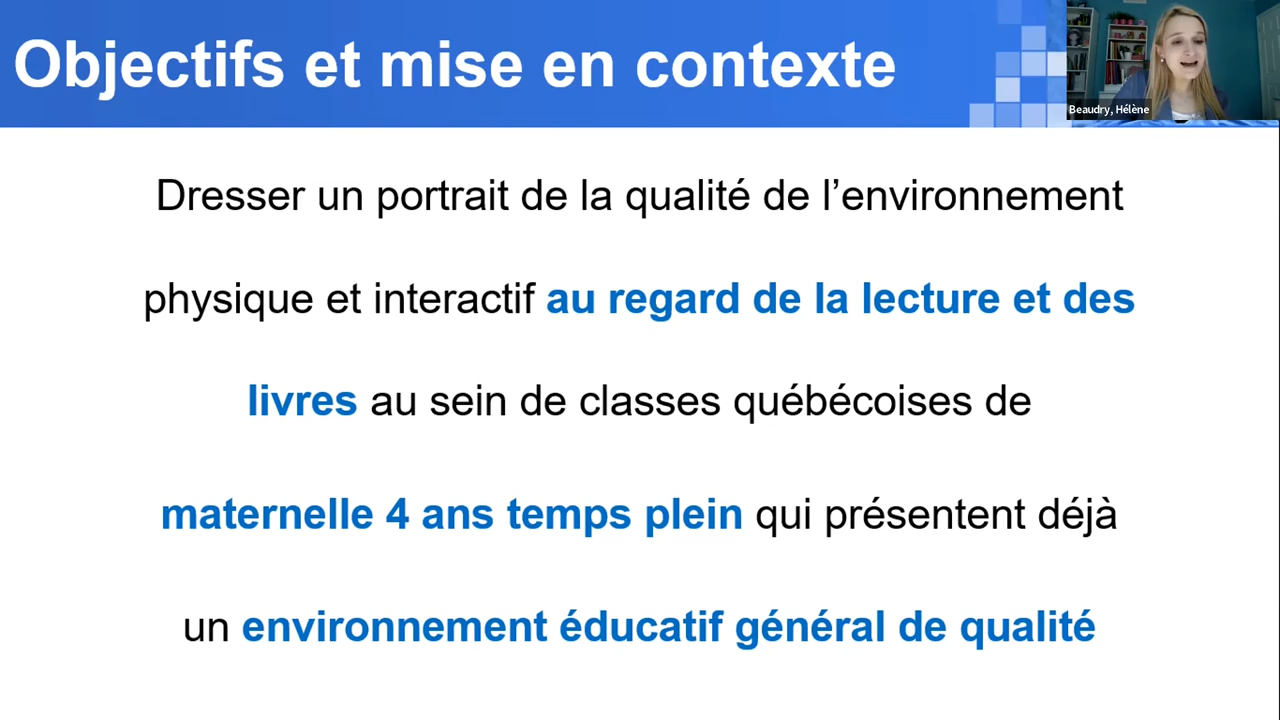 Objectifs et mise en contexte
Beaudry, Hélène
Dresser un portrait de la qualité de l’environnement
physique et interactif au regard de la lecture et des
livres au sein de classes québécoises de
maternelle 4 ans temps plein qui présentent déjà
un environnement éducatif général de qualité